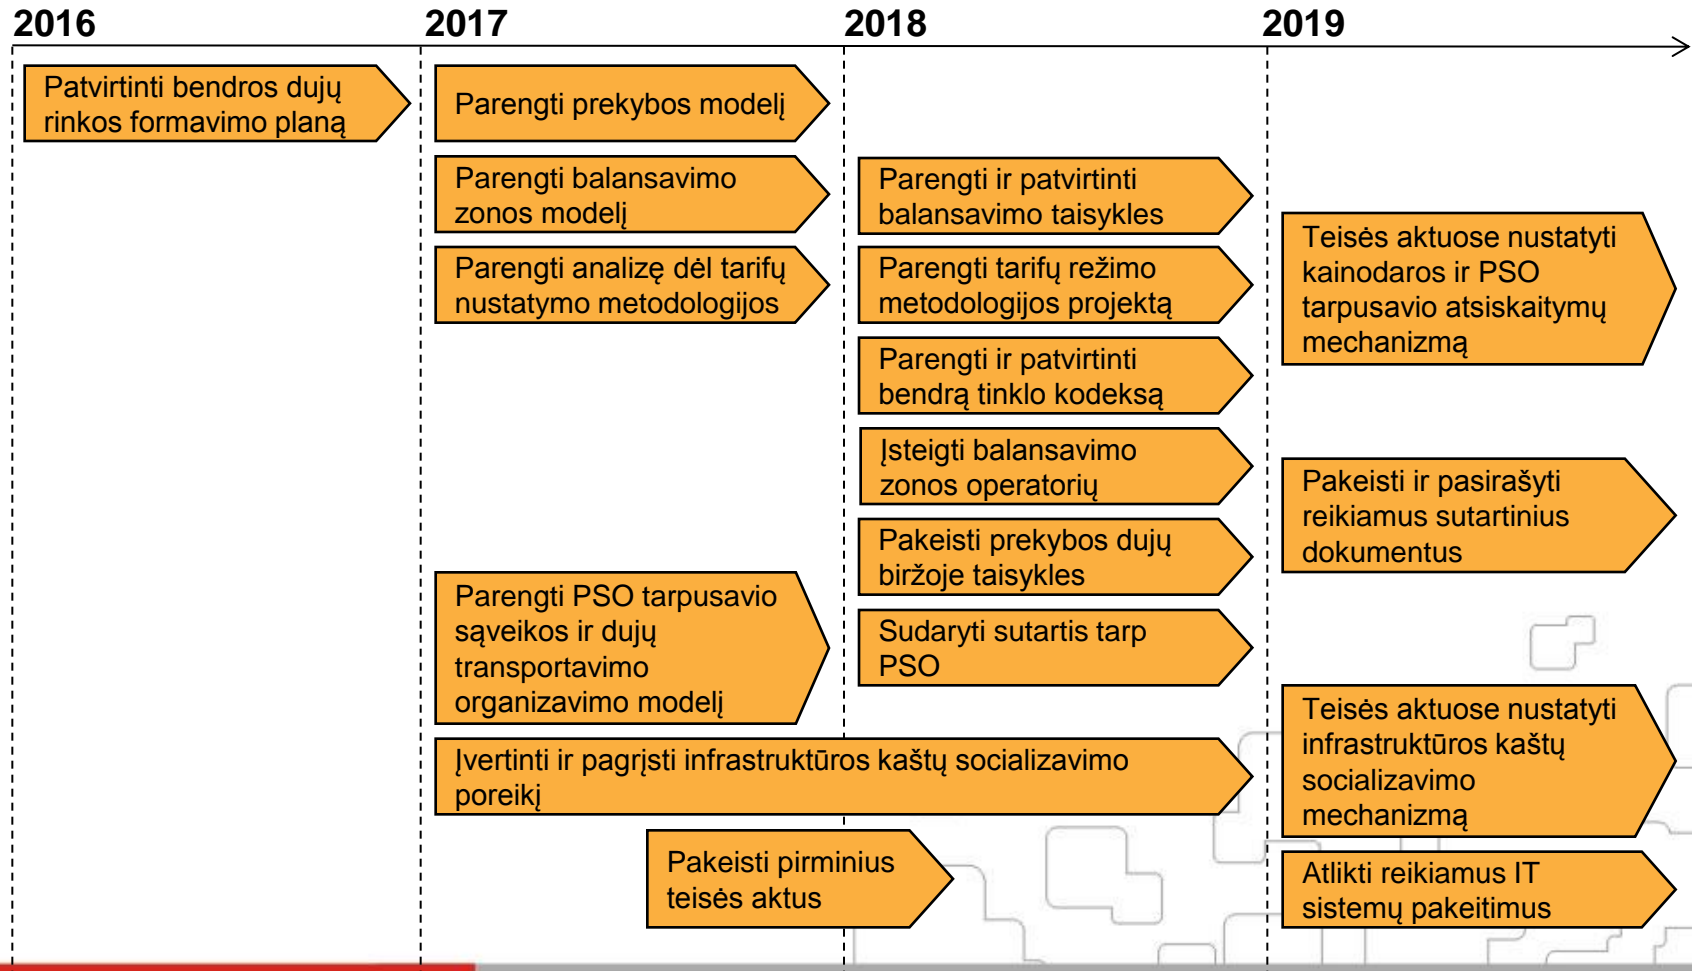 2016
2017
2018
2019
Patvirtinti bendros dujų
rinkos formavimo planą
Parengti prekybos modelį
Parengti balansavimo
zonos modelį
Parengti analizę dėl tarifų
nustatymo metodologijos
Parengti PSO tarpusavio
sąveikos ir dujų
transportavimo
organizavimo modelį
Įvertinti ir pagrįsti infrastruktūros kaštų socializavimo
poreikį
Pakeisti pirminius
teisės aktus
Parengti ir patvirtinti
balansavimo taisykles
Parengti tarifų režimo
metodologijos projektą
Parengti ir patvirtinti
bendrą tinklo kodeksą
Įsteigti balansavimo
zonos operatorių
Pakeisti prekybos dujų
biržoje taisykles
Sudaryti sutartis tarp
PSO
Teisės aktuose nustatyti
kainodaros ir PSO
tarpusavio atsiskaitymų
mechanizmą
Pakeisti ir pasirašyti
reikiamus sutartinius
dokumentus
Teisės aktuose nustatyti
infrastruktūros kaštų
socializavimo
mechanizmą
Atlikti reikiamus IT
sistemų pakeitimus